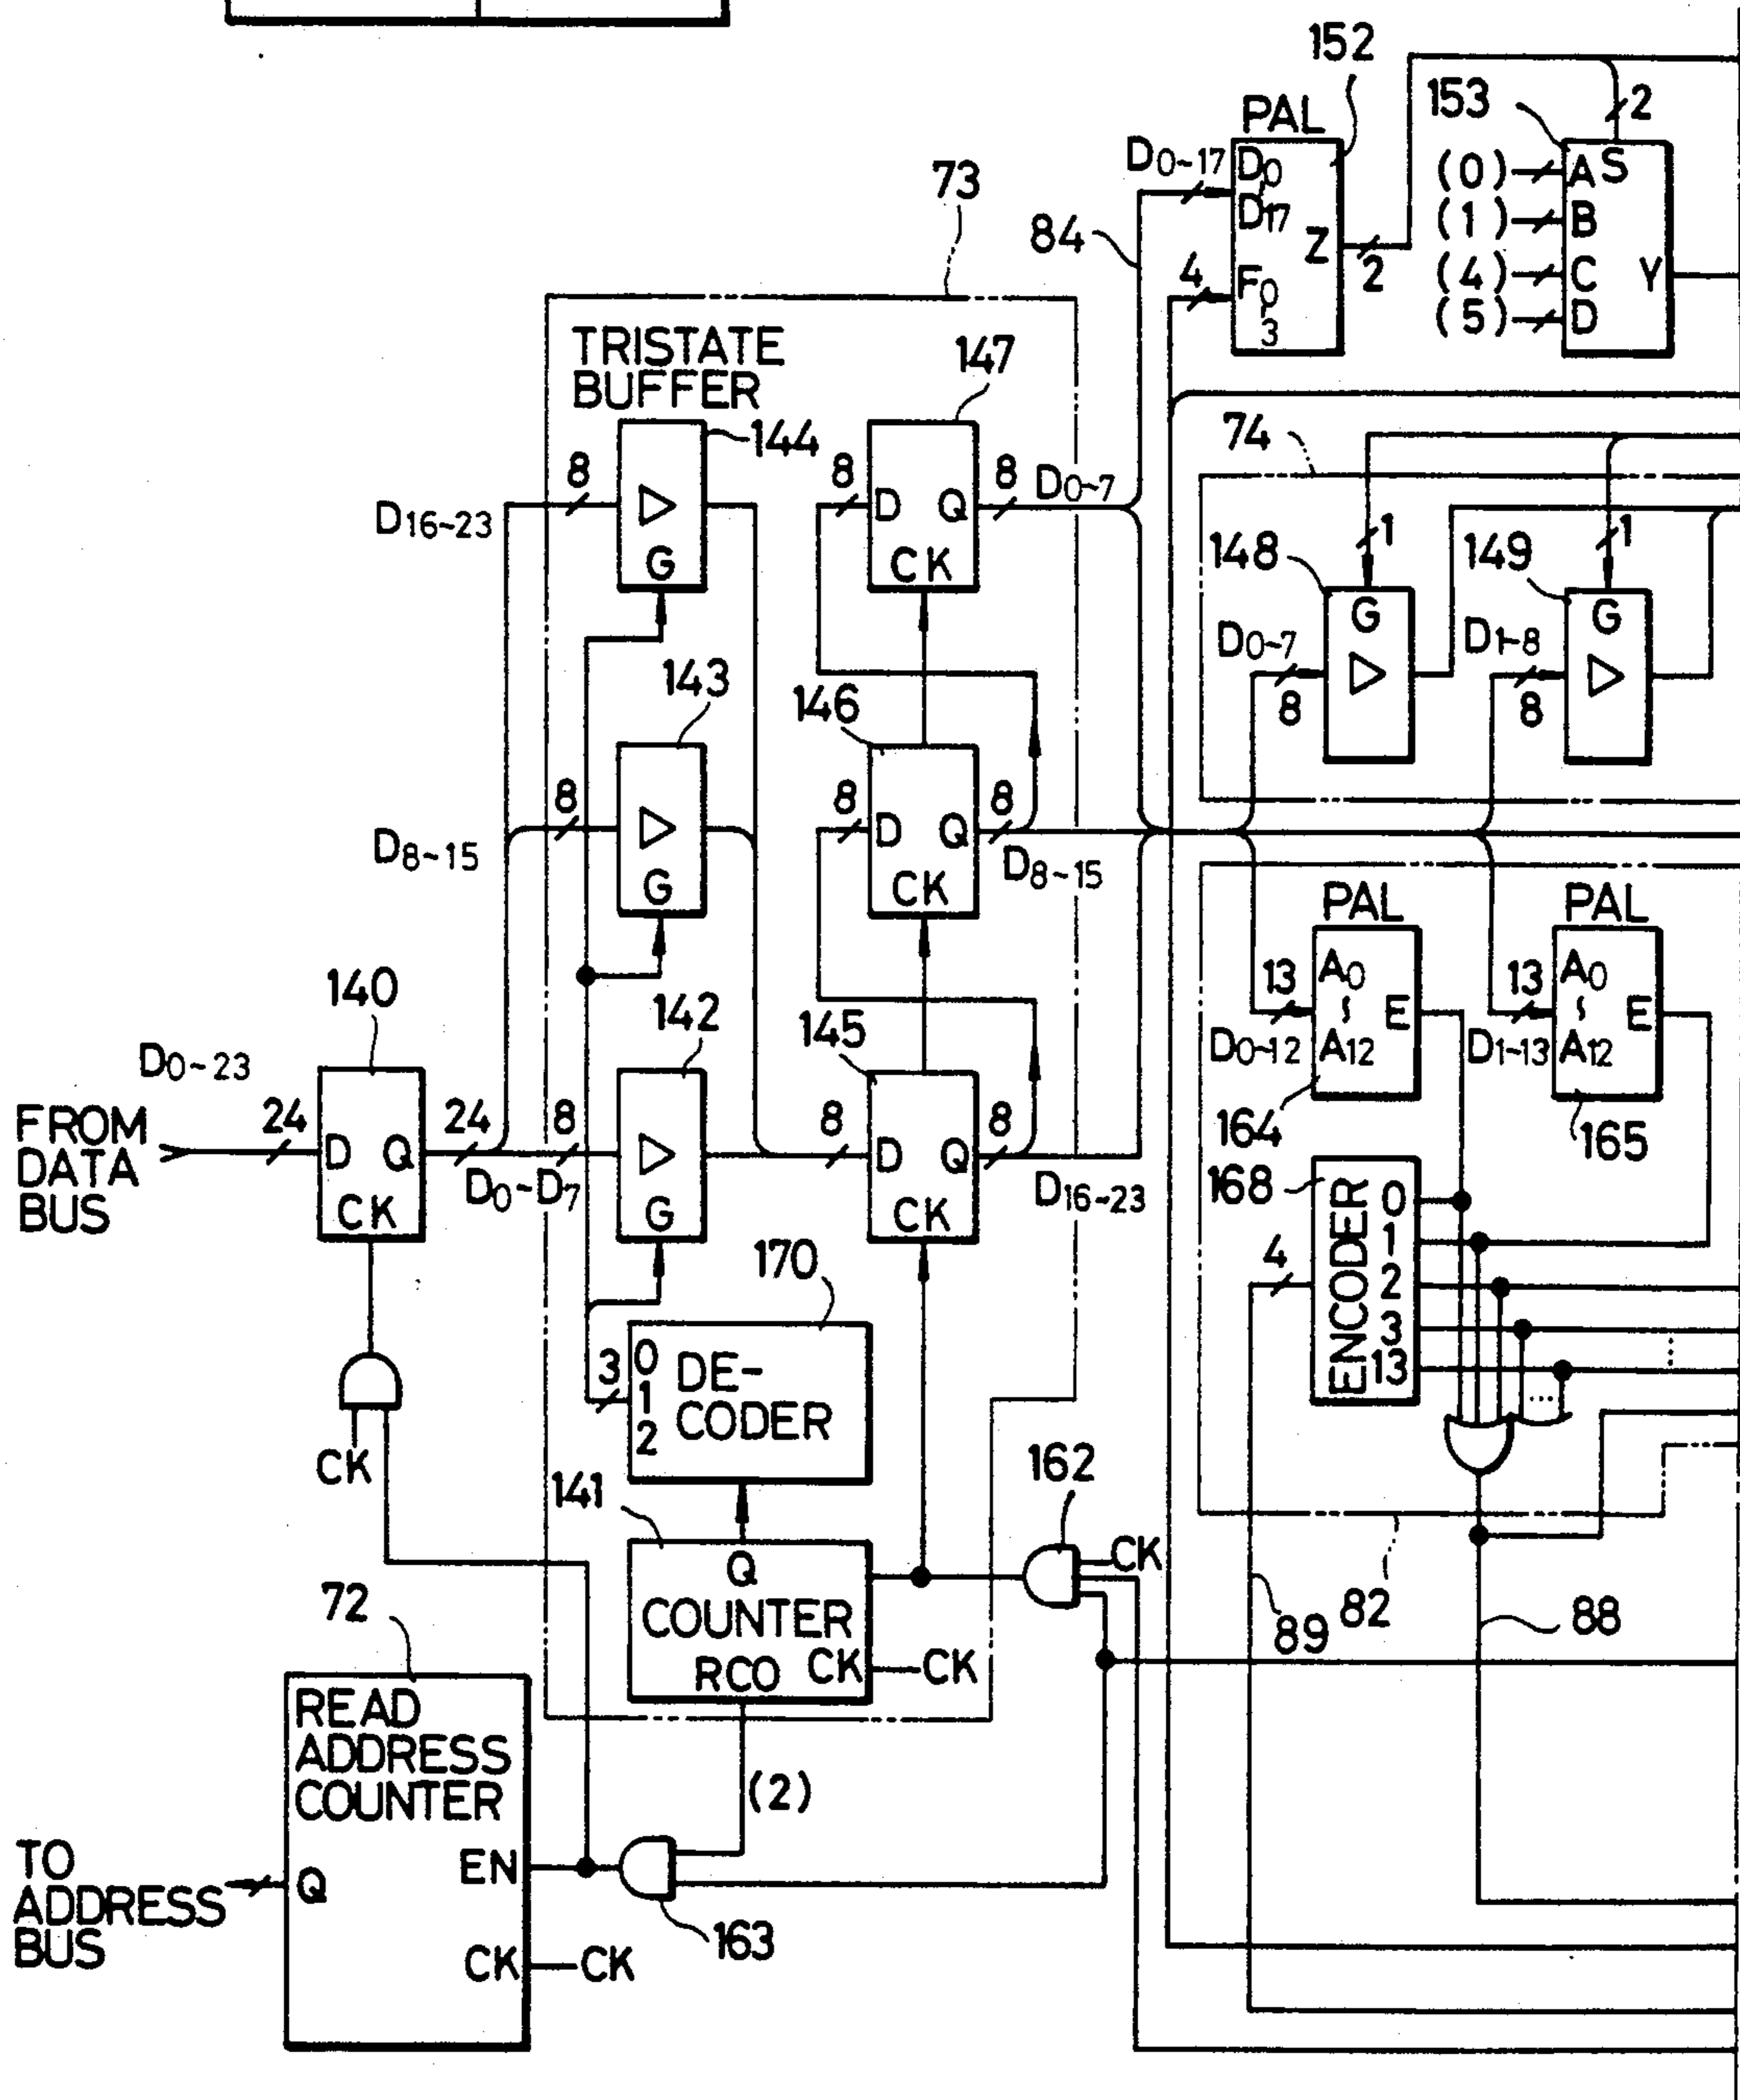 152
PAL
D0~17
D0
D17
F0
3
Z
4
2
84
153
2
(0)
(1)
(4)
(5)
A S
B
C Y
D
73
TRISTATE
BUFFER
144
8
D16~23
G
147
8
D Q
CK
8
D0~7
74
148
1
G
D0~7
8
149
1
G
D1-8
8
143
8
D8~15
G
146
8
D Q
CK
8
D8~15
PAL
13
A0
A12
E
D0~12
164
PAL
13
A0
A12
E
D1~13
165
140
D0~23
FROM
DATA
BUS
24
D Q
CK
24
D0~D7
CK
142
8
G
145
8
D Q
CK
8
D16~23
168
ENCODER
0
1
2
3
13
4
170
3
0
1
2
DE-
CODER
141
Q
COUNTER
RCO CK
CK
162
CK
89
82
88
72
READ
ADDRESS
COUNTER
EN
Q
CK
CK
TO
ADDRESS
BUS
(2)
163